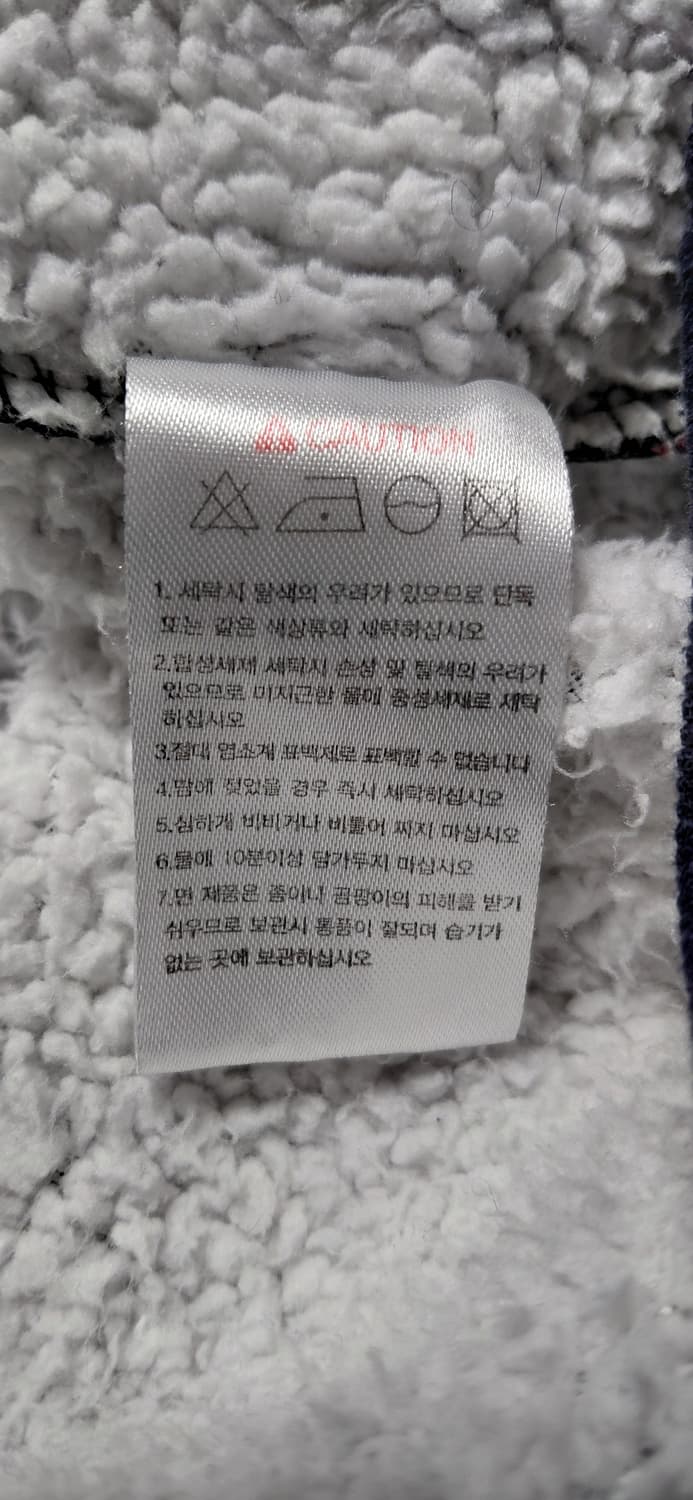 CAUTION
1. 세탁시 탈색의 우려가 있으므로 단독
또는 같은 색상류와 세탁하십시오
2.합성세제 세탁시 손상 및 탈색의 우려가
있으므로 미지근한 물에 중성세제로 세탁
하십시오
3.절대 염소계 표백제로 표백할 수 없습니다
4.땀에 젖었을 경우 즉시 세탁하십시오
5.심하게 비비거나 비틀어 짜지 마십시오
6.물에 10분이상 담가두지 마십시오
7.면 제품은 좀이나 곰팡이의 피해를 받기
쉬우므로 보관시 통풍이 잘되며 습기가
없는 곳에 보관하십시오